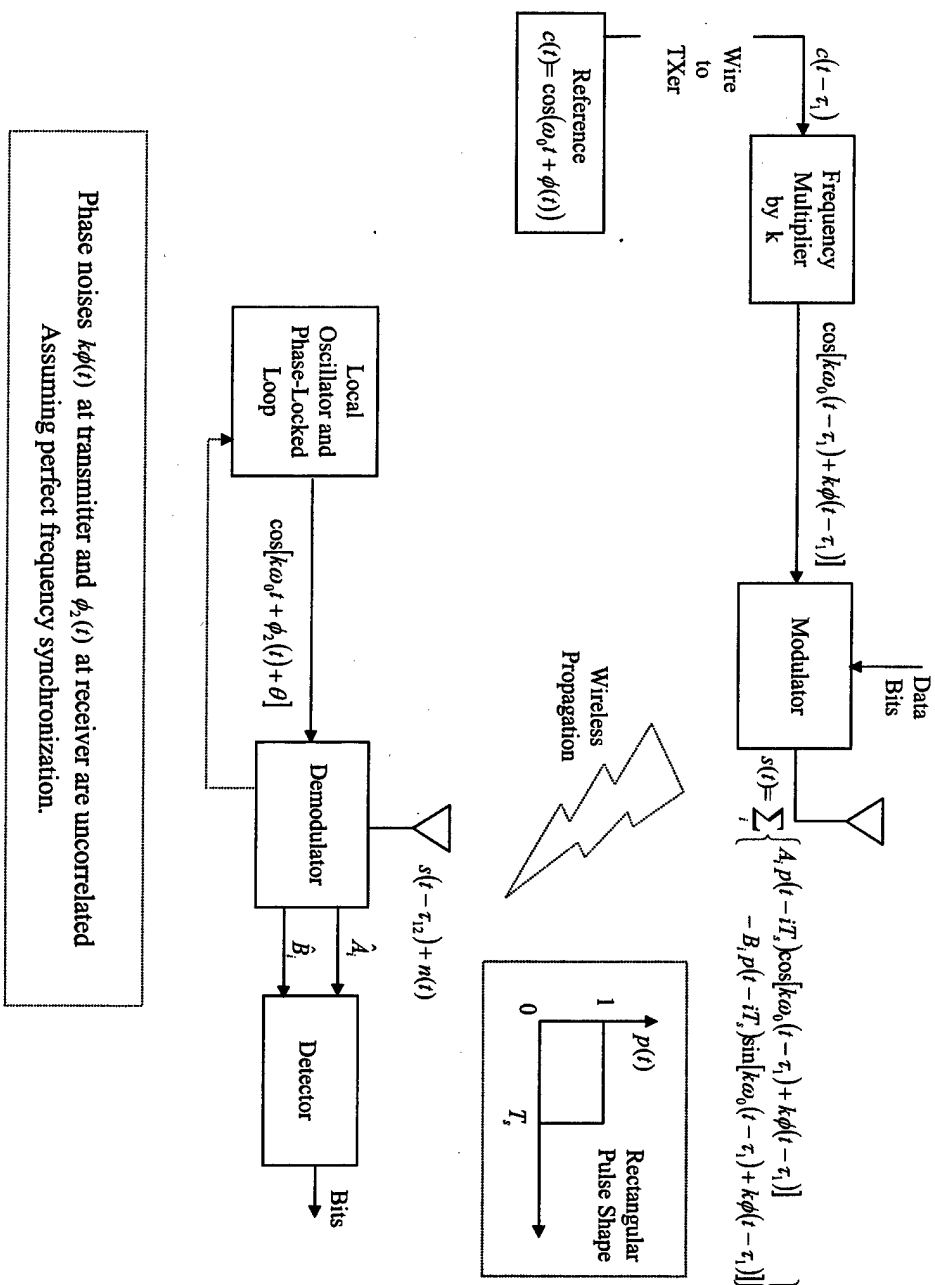 Reference
c(t)= cos(ω₀t + ϕ(t))
Wire
to
TXer
c(t − τ₁)
Frequency
Multiplier
by k
cos[kω₀(t − τ₁)+ kϕ(t − τ₁)]
Modulator
Data
Bits
s(t)= ∑ᵢ { Aᵢ p(t − iTₛ)cos[kω₀(t − τ₁)+ kϕ(t − τ₁)]
− Bᵢ p(t − iTₛ)sin[kω₀(t − τ₁)+ kϕ(t − τ₁)] }
Wireless
Propagation
p(t)
1
0
Tₛ
Rectangular
Pulse Shape
Local
Oscillator and
Phase-Locked
Loop
cos[kω₀t + ϕ₂(t)+ θ]
s(t − τ₁₂)+ n(t)
Demodulator
Âᵢ
B̂ᵢ
Detector
Bits
Phase noises kϕ(t) at transmitter and ϕ₂(t) at receiver are uncorrelated
Assuming perfect frequency synchronization.